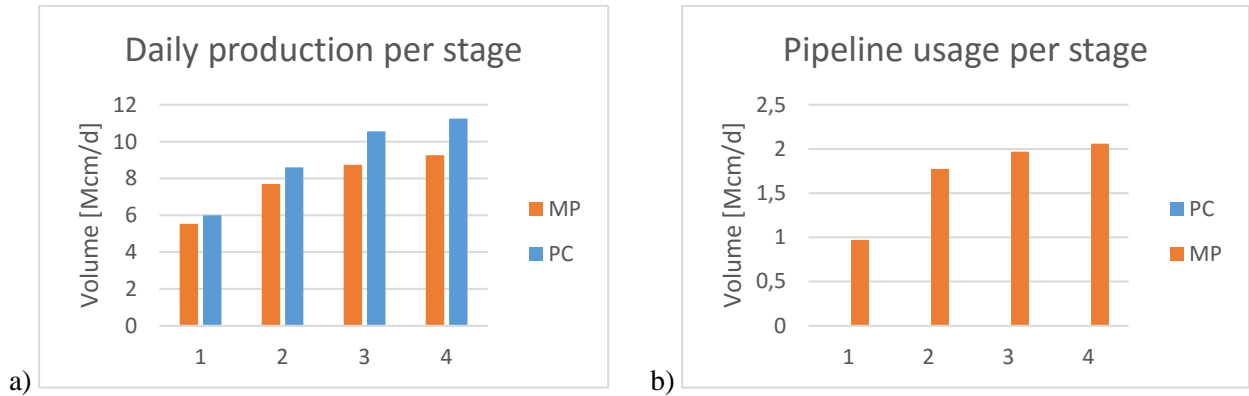 Daily production per stage
Volume [Mcm/d]
12
10
8
6
4
2
0
1 2 3 4
MP
PC
a)
Pipeline usage per stage
Volume [Mcm/d]
2,5
2
1,5
1
0,5
0
1 2 3 4
PC
MP
b)